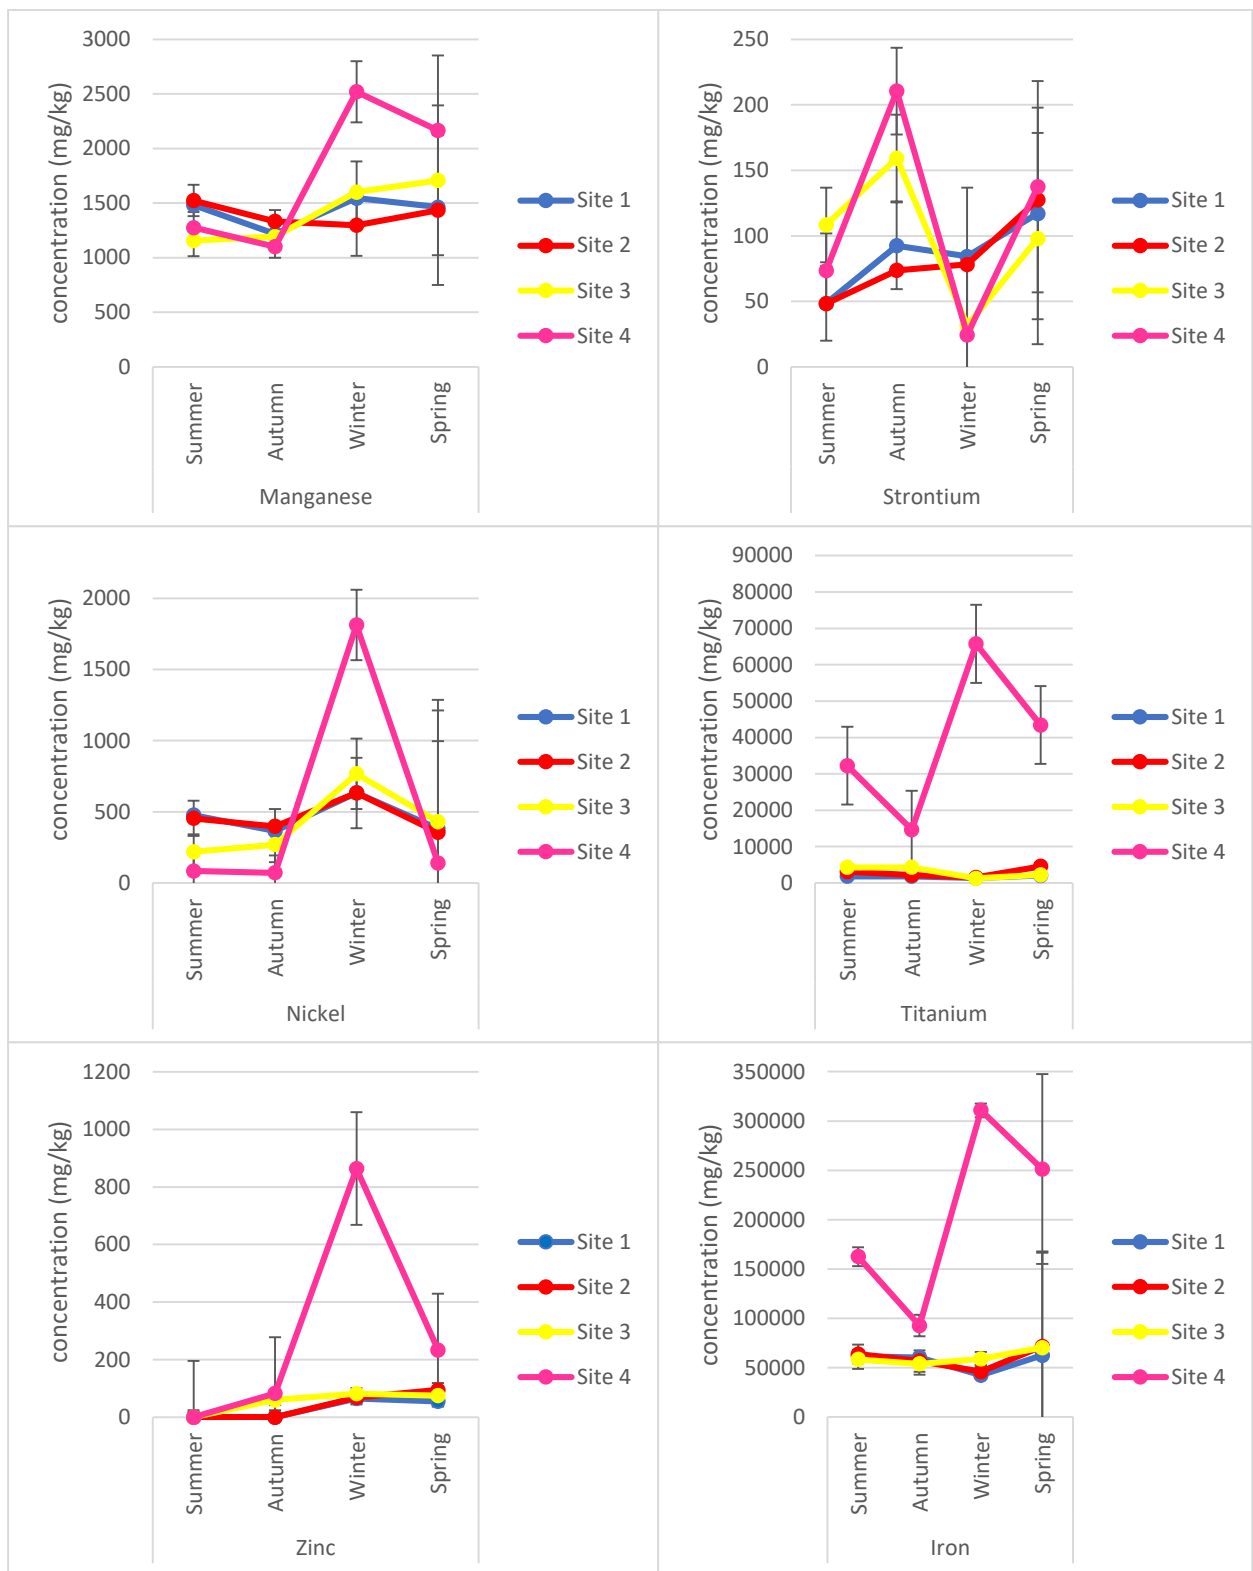 concentration (mg/kg)
3000
2500
2000
1500
1000
500
0
Summer
Autumn
Winter
Spring
Manganese
Site 1
Site 2
Site 3
Site 4
concentration (mg/kg)
250
200
150
100
50
0
Summer
Autumn
Winter
Spring
Strontium
Site 1
Site 2
Site 3
Site 4
concentration (mg/kg)
2000
1500
1000
500
0
Summer
Autumn
Winter
Spring
Nickel
Site 1
Site 2
Site 3
Site 4
concentration (mg/kg)
90000
80000
70000
60000
50000
40000
30000
20000
10000
0
Summer
Autumn
Winter
Spring
Titanium
Site 1
Site 2
Site 3
Site 4
concentration (mg/kg)
1200
1000
800
600
400
200
0
Summer
Autumn
Winter
Spring
Zinc
Site 1
Site 2
Site 3
Site 4
concentration (mg/kg)
350000
300000
250000
200000
150000
100000
50000
0
Summer
Autumn
Winter
Spring
Iron
Site 1
Site 2
Site 3
Site 4